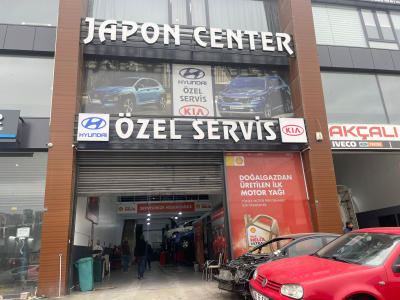 JAPON CENTER
HYUNDAI
ÖZEL
SERVİS
KIA
HYUNDAI
ÖZEL SERVİS
KIA
AKÇALI
IVECO
DOĞALGAZDAN
ÜRETİLEN İLK
MOTOR YAĞI